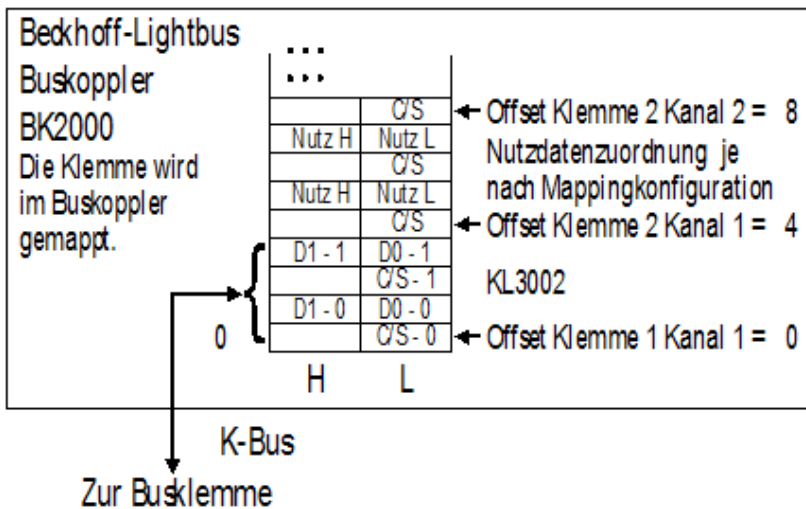 Beckhoff-Lightbus
Buskoppler
BK2000
Die Klemme wird
im Buskoppler
gemappt.
...
...
C/S
Nutz H Nutz L
C/S
Nutz H Nutz L
C/S
D1 - 1 D0 - 1
C/S - 1
D1 - 0 D0 - 0
0 C/S - 0
H L
Offset Klemme 2 Kanal 2 = 8
Nutzdatenzuordnung je
nach Mappingkonfiguration
Offset Klemme 2 Kanal 1 = 4
KL3002
Offset Klemme 1 Kanal 1 = 0
K-Bus
Zur Busklemme